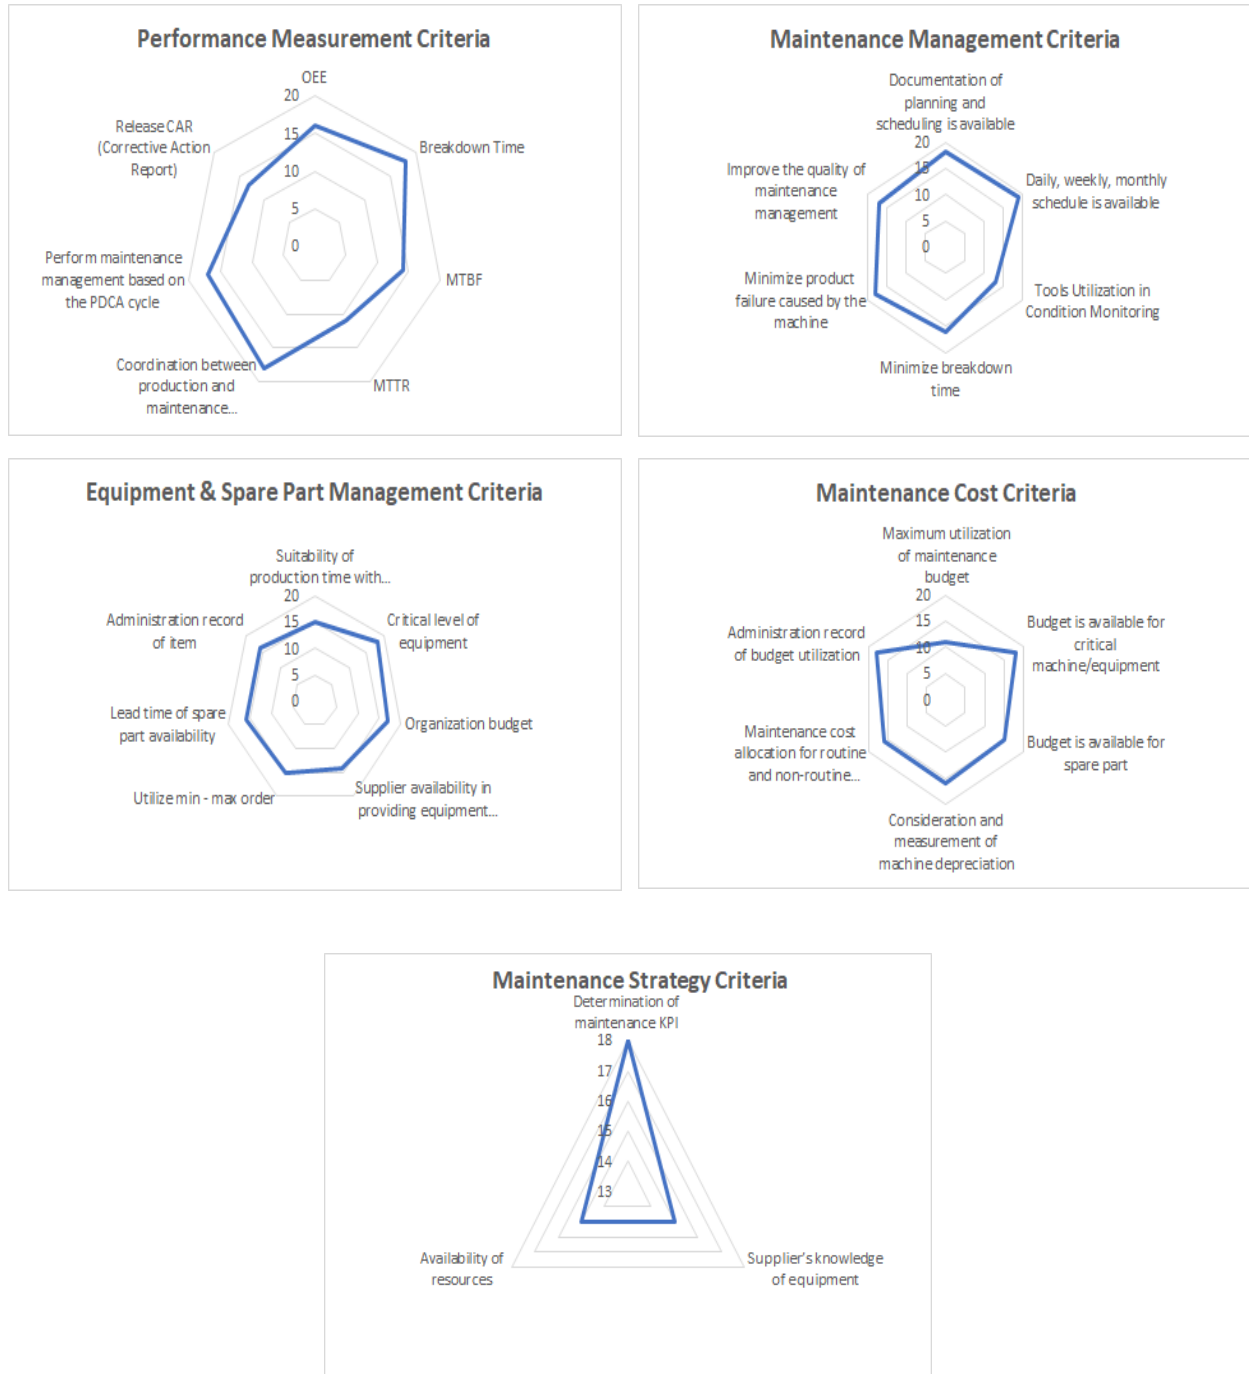 Performance Measurement Criteria
OEE
20
15
10
5
0
Breakdown Time
MTBF
MTTR
Coordination between
production and
maintenance...
Perform maintenance
management based on
the PDCA cycle
Release CAR
(Corrective Action
Report)
Maintenance Management Criteria
Documentation of
planning and
scheduling is available
20
15
10
5
0
Daily, weekly, monthly
schedule is available
Tools Utilization in
Condition Monitoring
Minimize breakdown
time
Minimize product
failure caused by the
machine
Improve the quality of
maintenance
management
Equipment & Spare Part Management Criteria
Suitability of
production time with...
20
15
10
5
0
Critical level of
equipment
Organization budget
Supplier availability in
providing equipment...
Utilize min - max order
Lead time of spare
part availability
Administration record
of item
Maintenance Cost Criteria
Maximum utilization
of maintenance
budget
20
15
10
5
0
Budget is available for
critical
machine/equipment
Budget is available for
spare part
Consideration and
measurement of
machine depreciation
Maintenance cost
allocation for routine
and non-routine...
Administration record
of budget utilization
Maintenance Strategy Criteria
Determination of
maintenance KPI
18
17
16
15
14
13
Supplier's knowledge
of equipment
Availability of
resources